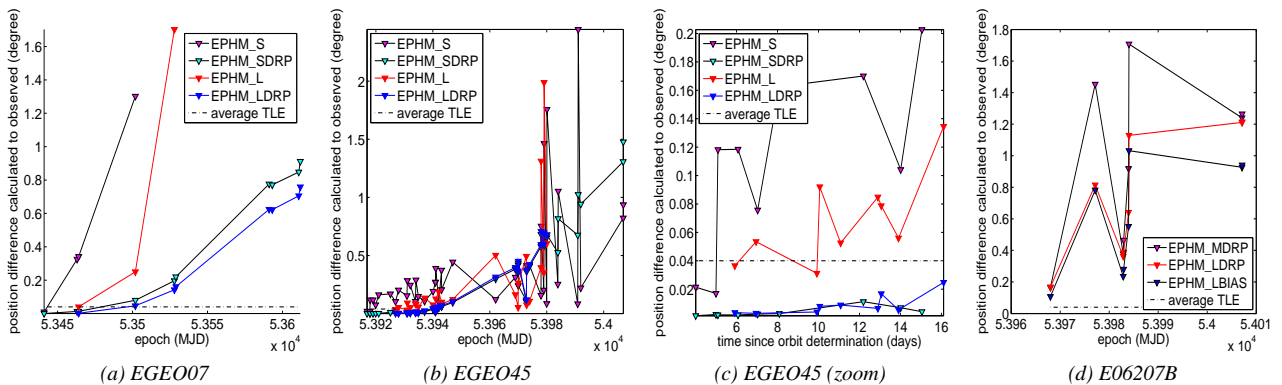 position difference calculated to observed (degree)
1.6
1.4
1.2
1
0.8
0.6
0.4
0.2
EPHM_S
EPHM_SDRP
EPHM_L
EPHM_LDRP
average TLE
5.345
5.35
5.355
5.36
epoch (MJD)
x 10^4
(a) EGEO07
position difference calculated to observed (degree)
2
1.5
1
0.5
EPHM_S
EPHM_SDRP
EPHM_L
EPHM_LDRP
average TLE
5.392
5.394
5.396
5.398
5.4
epoch (MJD)
x 10^4
(b) EGEO45
position difference calculated to observed (degree)
0.2
0.18
0.16
0.14
0.12
0.1
0.08
0.06
0.04
0.02
EPHM_S
EPHM_SDRP
EPHM_L
EPHM_LDRP
average TLE
6
8
10
12
14
16
time since orbit determination (days)
(c) EGEO45 (zoom)
position difference calculated to observed (degree)
1.8
1.6
1.4
1.2
1
0.8
0.6
0.4
0.2
0
EPHM_MDRP
EPHM_LDRP
EPHM_LBIAS
average TLE
5.396
5.397
5.398
5.399
5.4
5.401
epoch (MJD)
x 10^4
(d) E06207B